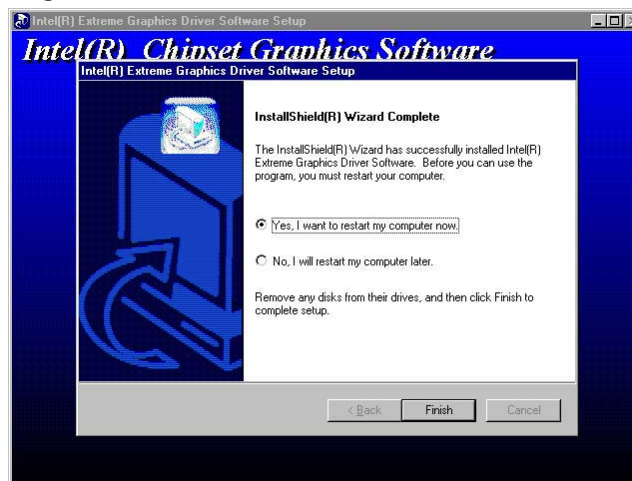 Intel(R) Extreme Graphics Driver Software Setup
Intel(R) Chipset Graphics Software
Intel(R) Extreme Graphics Driver Software Setup
InstallShield(R) Wizard Complete
The InstallShield(R) Wizard has successfully installed Intel(R)
Extreme Graphics Driver Software. Before you can use the
program, you must restart your computer.
Yes, I want to restart my computer now.
No, I will restart my computer later.
Remove any disks from their drives, and then click Finish to
complete setup.
< Back Finish Cancel